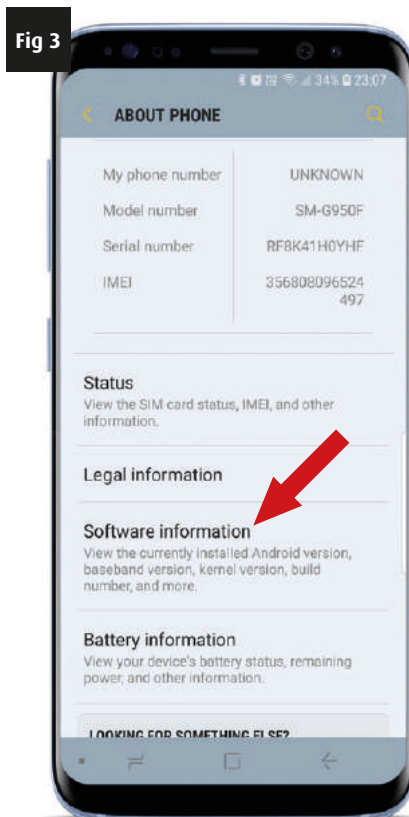 Fig 3
34% 23:07
ABOUT PHONE
My phone number UNKNOWN
Model number SM-G950F
Serial number RF8K41H0YHF
IMEI 356808096524
497
Status
View the SIM card status, IMEI, and other
information.
Legal information
Software information
View the currently installed Android version,
baseband version, kernel version, build
number, and more.
Battery information
View your device's battery status, remaining
power, and other information.
LOOKING FOR SOMETHING ELSE?